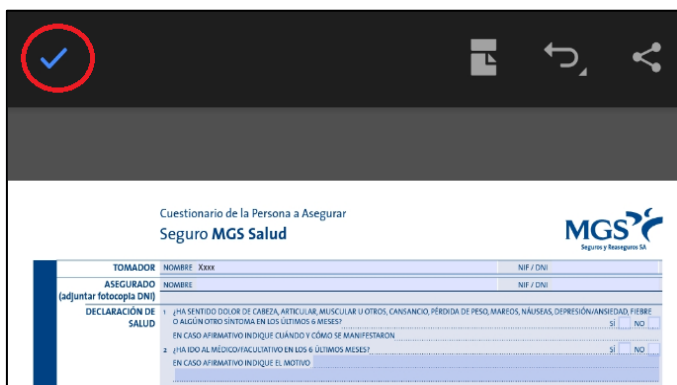 Cuestionario de la Persona a Asegurar
Seguro MGS Salud
MGS
Seguros y Reaseguros SA
TOMADOR NOMBRE Xxxx NIF / DNI
ASEGURADO NOMBRE NIF / DNI
(adjuntar fotocopia DNI)
DECLARACIÓN DE SALUD
1 ¿HA SENTIDO DOLOR DE CABEZA, ARTICULAR, MUSCULAR U OTROS, CANSANCIO, PÉRDIDA DE PESO, MAREOS, NÁUSEAS, DEPRESIÓN/ANSIEDAD, FIEBRE
O ALGÚN OTRO SÍNTOMA EN LOS ÚLTIMOS 6 MESES? SÍ NO
EN CASO AFIRMATIVO INDIQUE CUÁNDO Y CÓMO SE MANIFESTARON
2 ¿HA IDO AL MÉDICO/FACULTATIVO EN LOS 6 ÚLTIMOS MESES? SÍ NO
EN CASO AFIRMATIVO INDIQUE EL MOTIVO